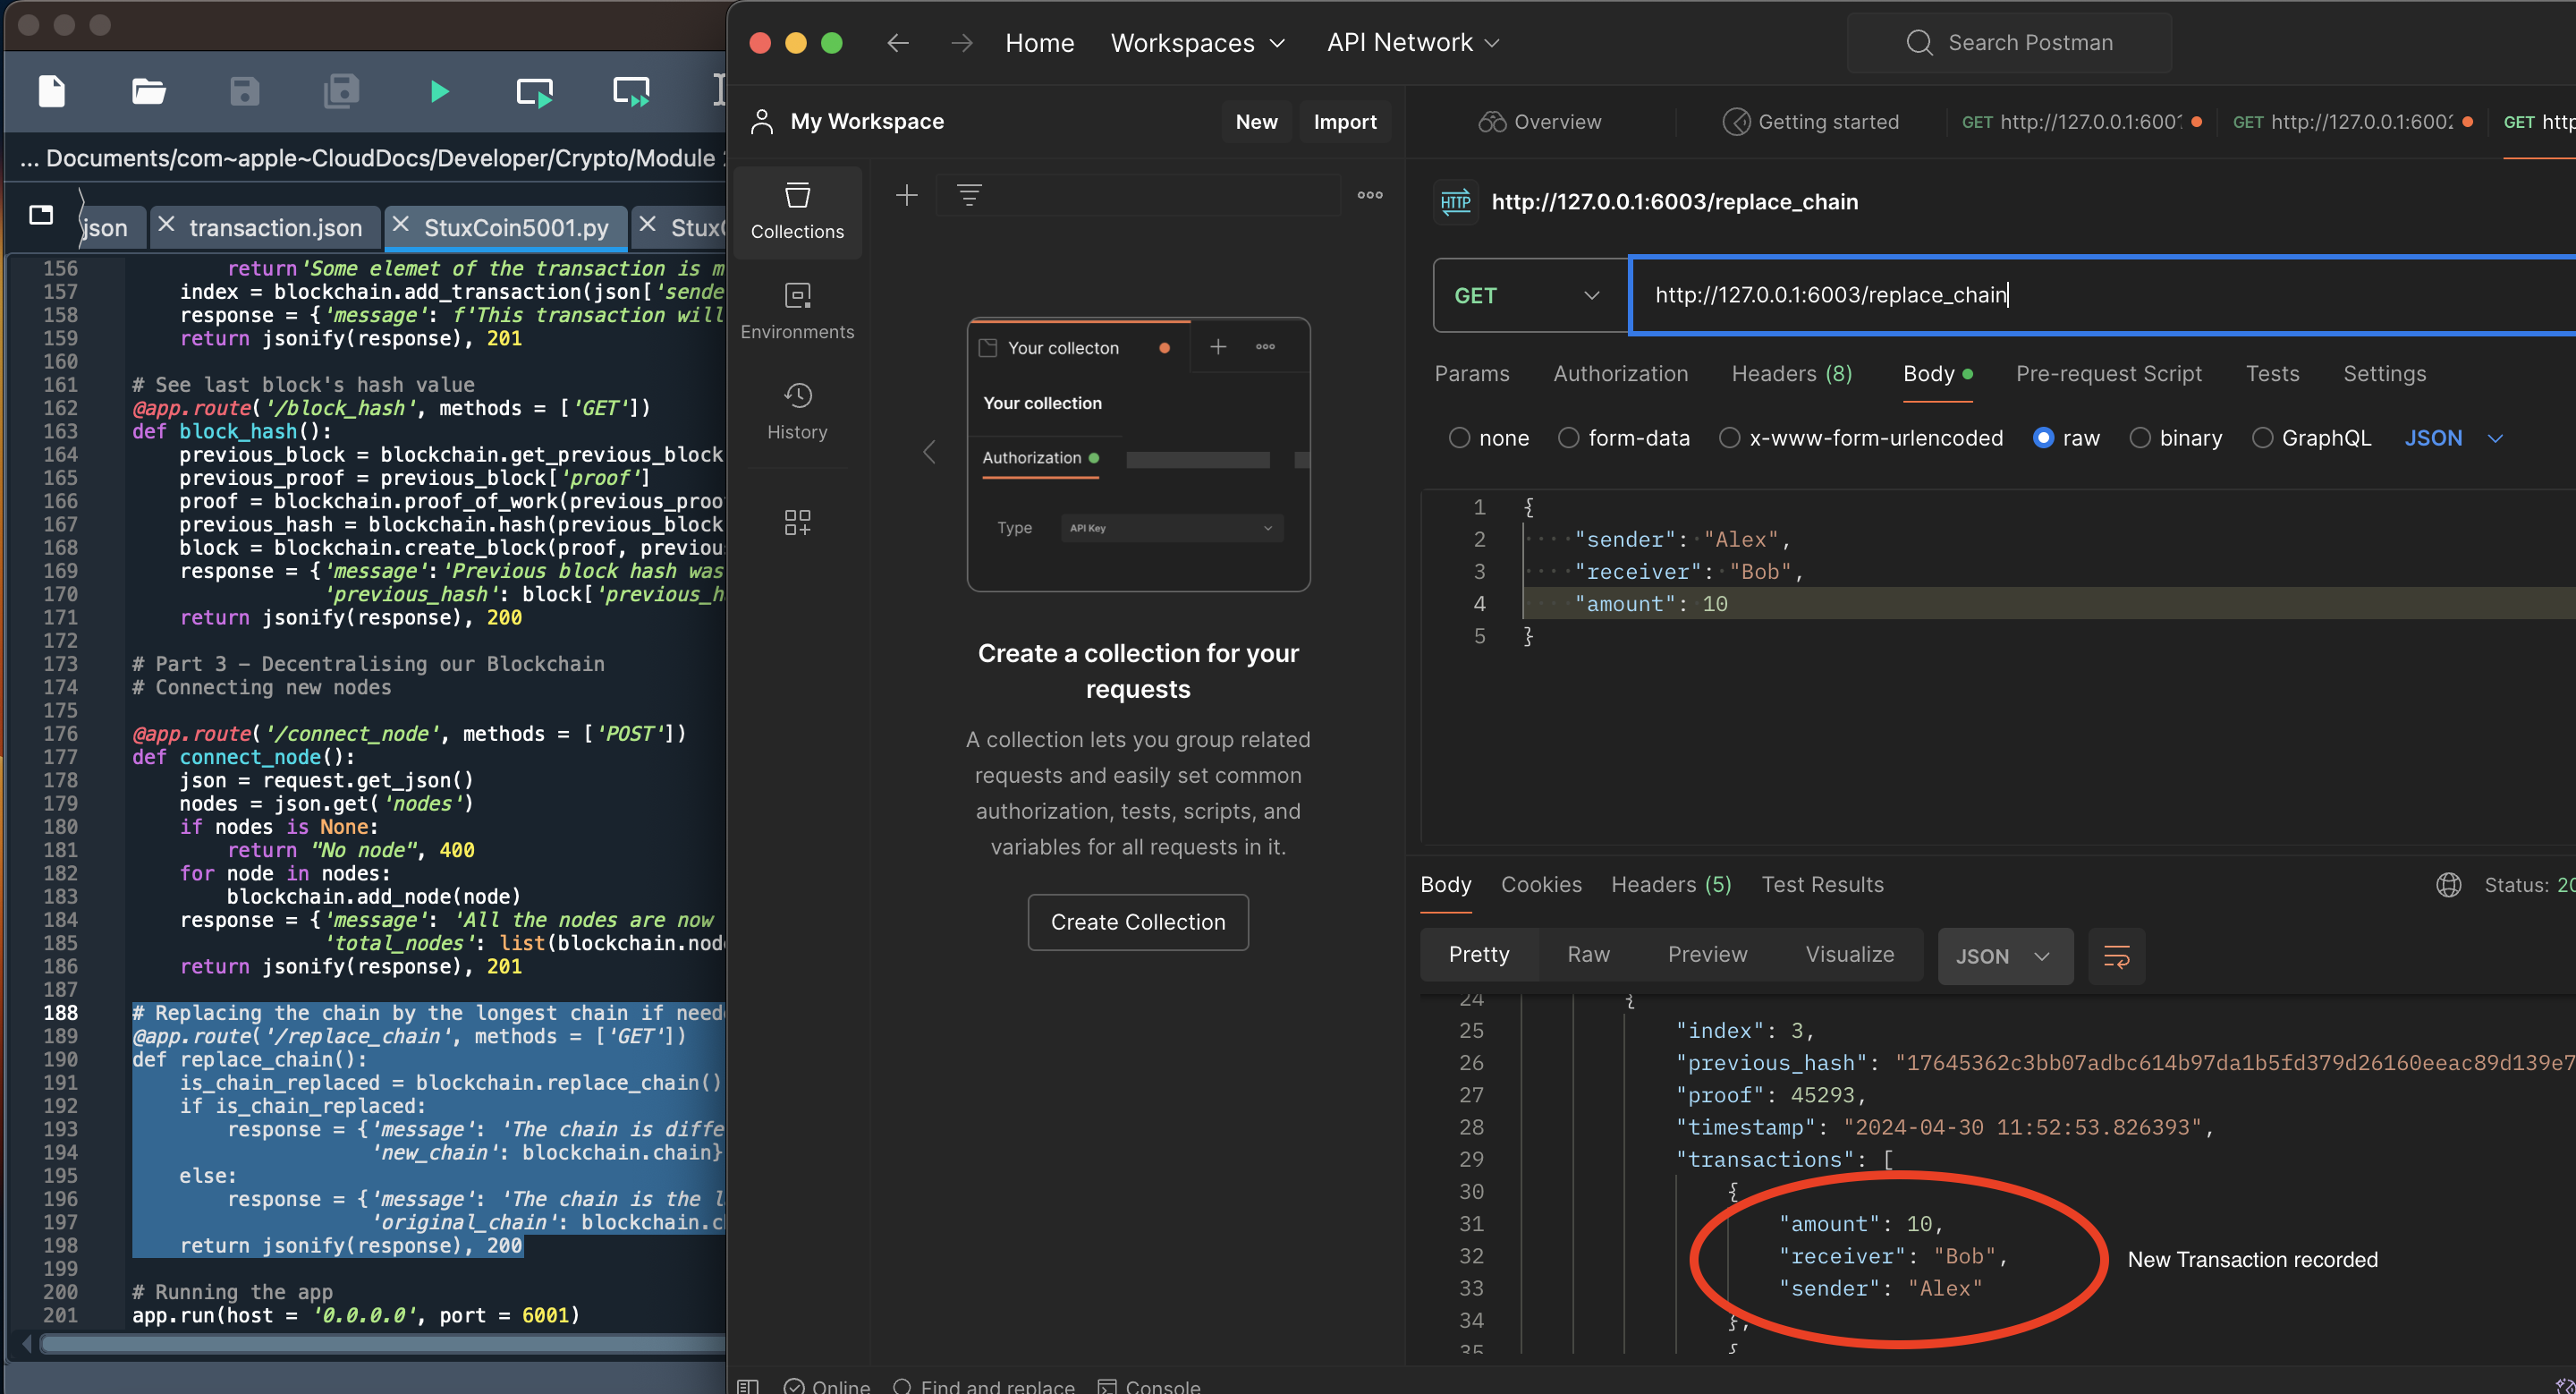 ... Documents/com~apple~CloudDocs/Developer/Crypto/Module
json
transaction.json
StuxCoin5001.py
156 return'Some elemet of the transaction is m
157 index = blockchain.add_transaction(json['sende
158 response = {'message': f'This transaction will
159 return jsonify(response), 201
160
161 # See last block's hash value
162 @app.route('/block_hash', methods = ['GET'])
163 def block_hash():
164 previous_block = blockchain.get_previous_block
165 previous_proof = previous_block['proof']
166 proof = blockchain.proof_of_work(previous_proo
167 previous_hash = blockchain.hash(previous_block
168 block = blockchain.create_block(proof, previou
169 response = {'message':'Previous block hash was
170 'previous_hash': block['previous_h
171 return jsonify(response), 200
172
173 # Part 3 - Decentralising our Blockchain
174 # Connecting new nodes
175
176 @app.route('/connect_node', methods = ['POST'])
177 def connect_node():
178 json = request.get_json()
179 nodes = json.get('nodes')
180 if nodes is None:
181 return "No node", 400
182 for node in nodes:
183 blockchain.add_node(node)
184 response = {'message': 'All the nodes are now
185 'total_nodes': list(blockchain.node
186 return jsonify(response), 201
187
188 # Replacing the chain by the longest chain if need
189 @app.route('/replace_chain', methods = ['GET'])
190 def replace_chain():
191 is_chain_replaced = blockchain.replace_chain()
192 if is_chain_replaced:
193 response = {'message': 'The chain is diffe
194 'new_chain': blockchain.chain}
195 else:
196 response = {'message': 'The chain is the l
197 'original_chain': blockchain.c
198 return jsonify(response), 200
199
200 # Running the app
201 app.run(host = '0.0.0.0', port = 6001)
Home Workspaces API Network
Search Postman
My Workspace
New Import
Overview Getting started GET http://127.0.0.1:6001 GET http://127.0.0.1:6002 GET http
Collections
Environments
History
Your collecton
Your collection
Authorization
Type API Key
Create a collection for your
requests
A collection lets you group related
requests and easily set common
authorization, tests, scripts, and
variables for all requests in it.
Create Collection
HTTP http://127.0.0.1:6003/replace_chain
GET http://127.0.0.1:6003/replace_chain
Params Authorization Headers (8) Body Pre-request Script Tests Settings
none form-data x-www-form-urlencoded raw binary GraphQL JSON
1 {
2 "sender": "Alex",
3 "receiver": "Bob",
4 "amount": 10
5 }
Body Cookies Headers (5) Test Results
Status: 20
Pretty Raw Preview Visualize JSON
24 {
25 "index": 3,
26 "previous_hash": "17645362c3bb07adbc614b97da1b5fd379d26160eeac89d139e7
27 "proof": 45293,
28 "timestamp": "2024-04-30 11:52:53.826393",
29 "transactions": [
30 {
31 "amount": 10,
32 "receiver": "Bob",
33 "sender": "Alex"
34 },
35 {
New Transaction recorded
Online Find and replace Console